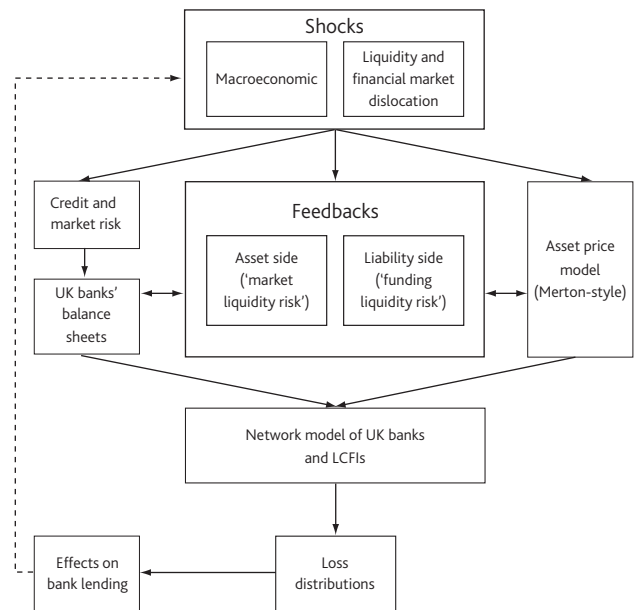 Shocks
Macroeconomic
Liquidity and
financial market
dislocation
Credit and
market risk
Feedbacks
Asset side
(‘market
liquidity risk’)
Liability side
(‘funding
liquidity risk’)
Asset price
model
(Merton-style)
UK banks’
balance
sheets
Network model of UK banks
and LCFIs
Effects on
bank lending
Loss
distributions